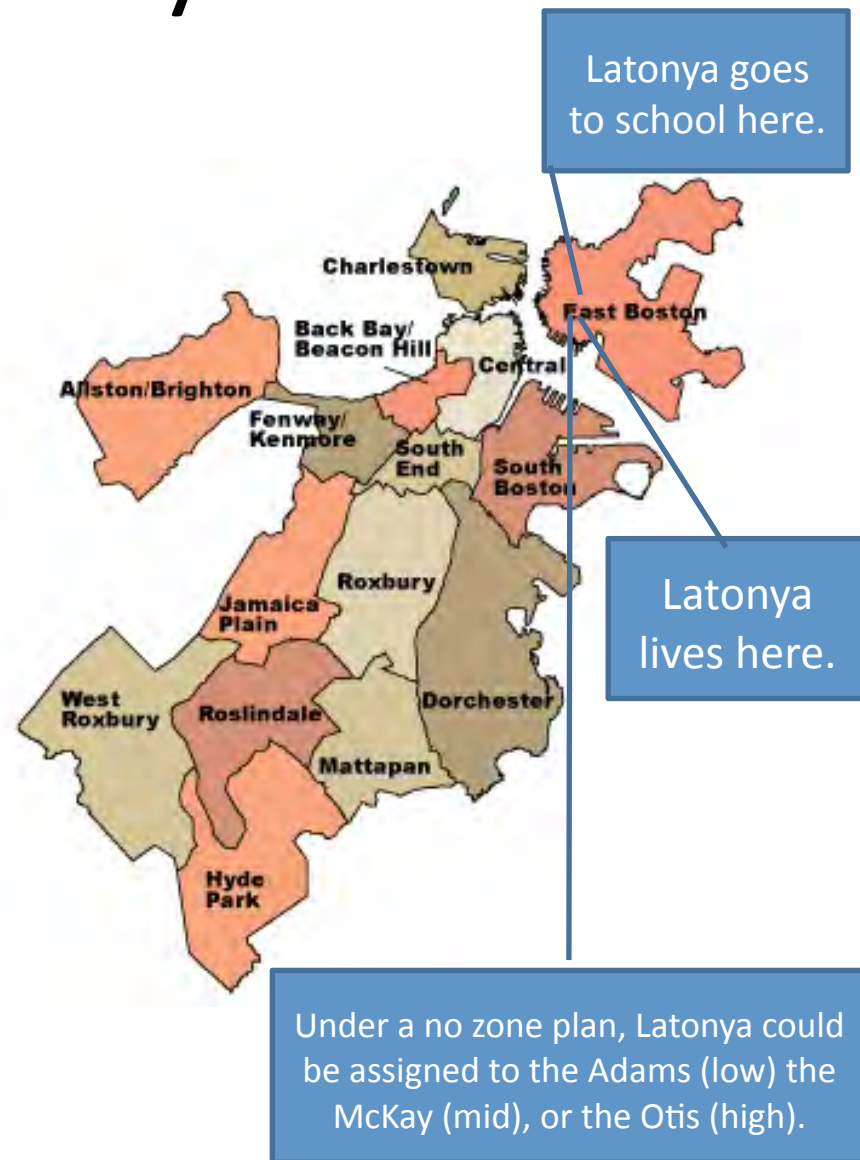 Latonya goes
to school here.
Charlestown
East Boston
Back Bay/
Beacon Hill
Central
Allston/Brighton
Fenway/
Kenmore
South
End
South
Boston
Latonya
lives here.
Roxbury
Jamaica
Plain
West
Roxbury
Roslindale
Dorchester
Mattapan
Hyde
Park
Under a no zone plan, Latonya could
be assigned to the Adams (low) the
McKay (mid), or the Otis (high).